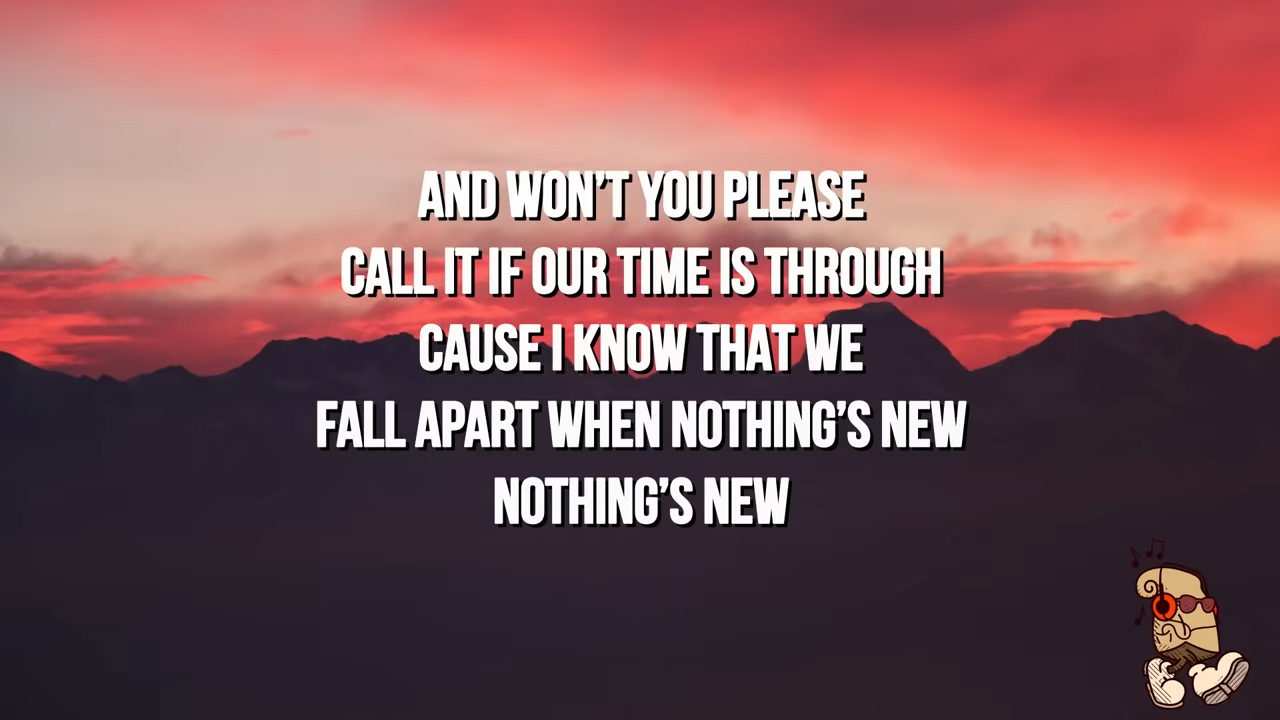 AND WON'T YOU PLEASE
CALL IT IF OUR TIME IS THROUGH
CAUSE I KNOW THAT WE
FALL APART WHEN NOTHING'S NEW
NOTHING'S NEW